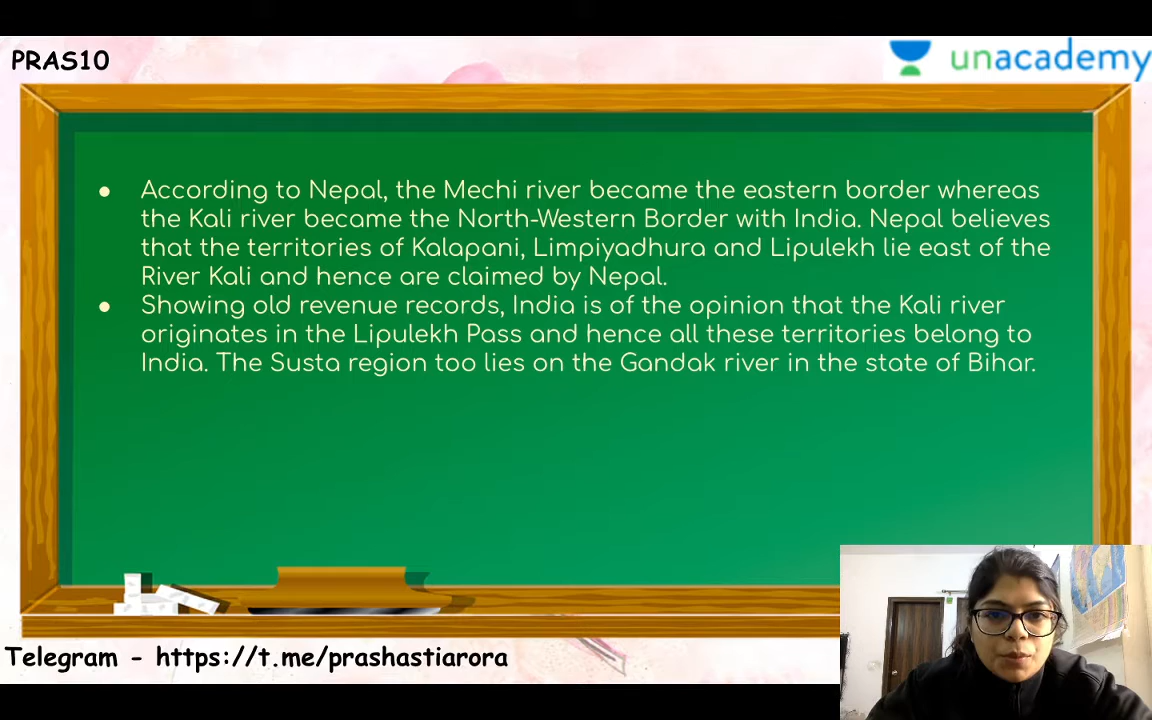 PRAS10
unacademy
● According to Nepal, the Mechi river became the eastern border whereas
the Kali river became the North-Western Border with India. Nepal believes
that the territories of Kalapani, Limpiyadhura and Lipulekh lie east of the
River Kali and hence are claimed by Nepal.
● Showing old revenue records, India is of the opinion that the Kali river
originates in the Lipulekh Pass and hence all these territories belong to
India. The Susta region too lies on the Gandak river in the state of Bihar.
Telegram - https://t.me/prashastiarora